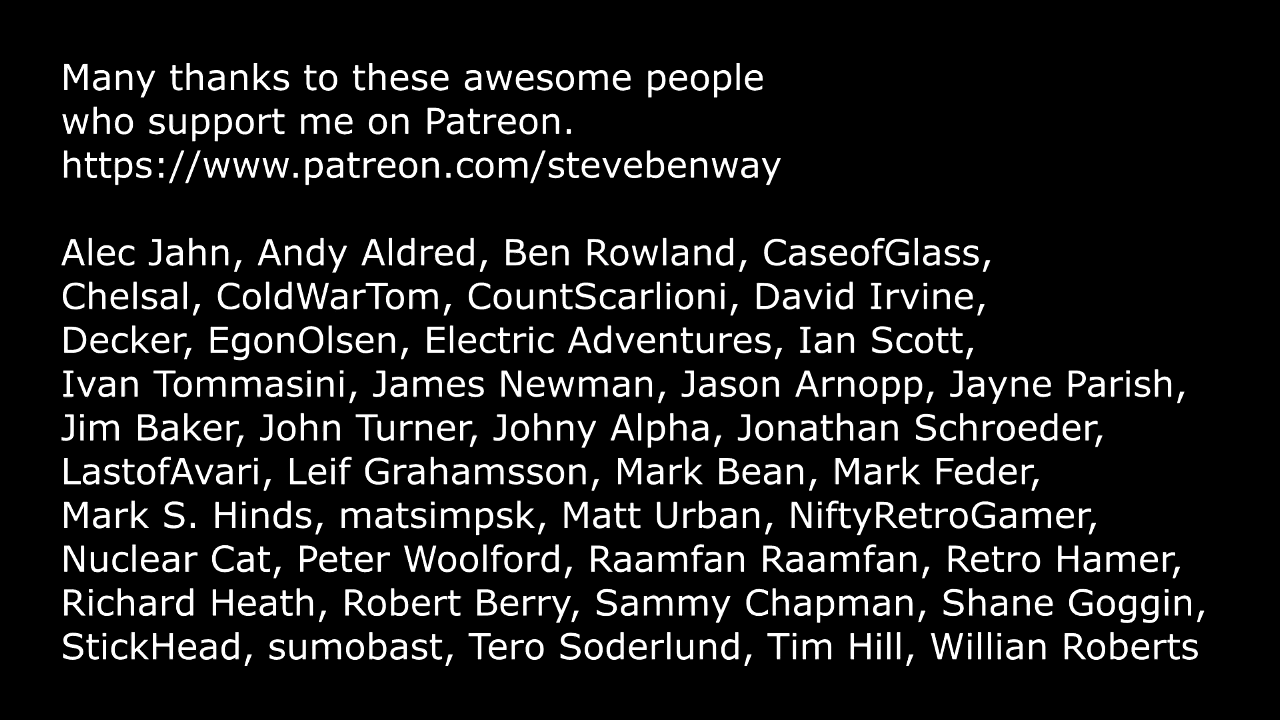 Many thanks to these awesome people
who support me on Patreon.
https://www.patreon.com/stevebenway
Alec Jahn, Andy Aldred, Ben Rowland, CaseofGlass,
Chelsal, ColdWarTom, CountScarlioni, David Irvine,
Decker, EgonOlsen, Electric Adventures, Ian Scott,
Ivan Tommasini, James Newman, Jason Arnopp, Jayne Parish,
Jim Baker, John Turner, Johny Alpha, Jonathan Schroeder,
LastofAvari, Leif Grahamsson, Mark Bean, Mark Feder,
Mark S. Hinds, matsimpsk, Matt Urban, NiftyRetroGamer,
Nuclear Cat, Peter Woolford, Raamfan Raamfan, Retro Hamer,
Richard Heath, Robert Berry, Sammy Chapman, Shane Goggin,
StickHead, sumobast, Tero Soderlund, Tim Hill, Willian Roberts